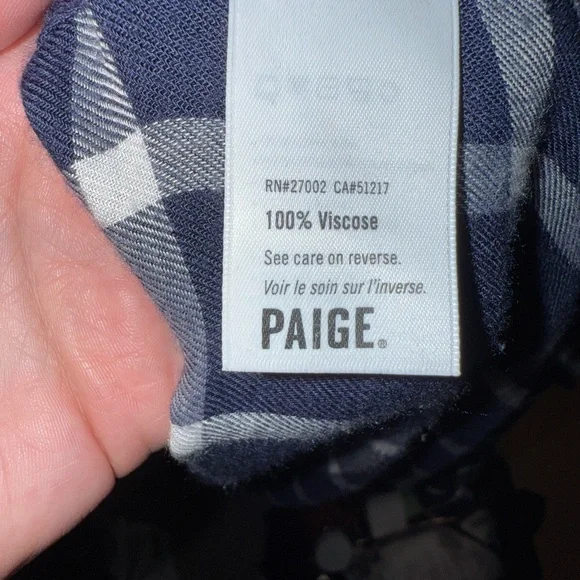 RN#27002 CA#51217
100% Viscose
See care on reverse.
Voir le soin sur l'inverse.
PAIGE®